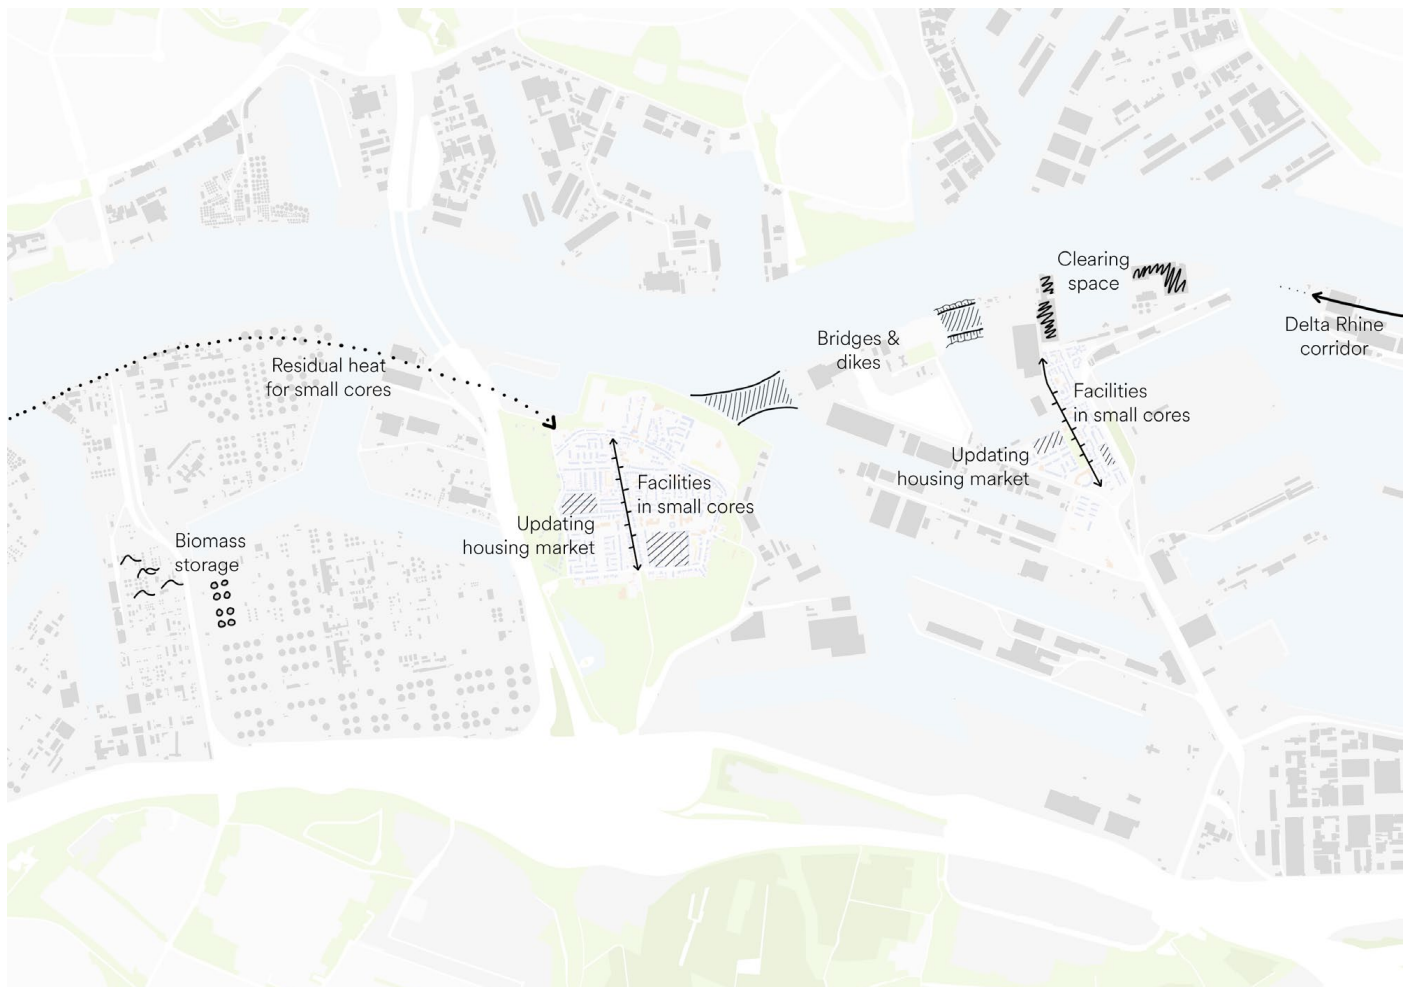 Clearing
space
Delta Rhine
corridor
Bridges &
dikes
Residual heat
for small cores
Facilities
in small cores
Updating
housing market
Facilities
in small cores
Updating
housing market
Biomass
storage